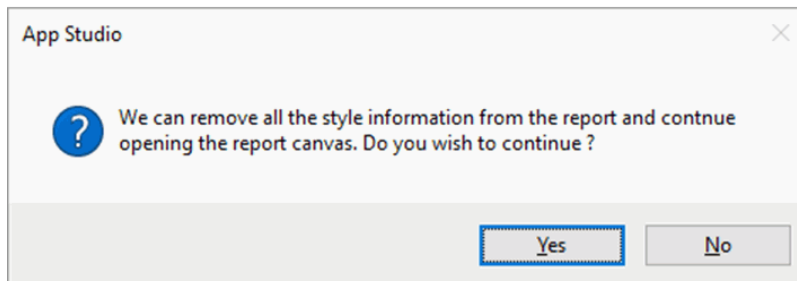 App Studio
We can remove all the style information from the report and contnue
opening the report canvas. Do you wish to continue ?
Yes
No